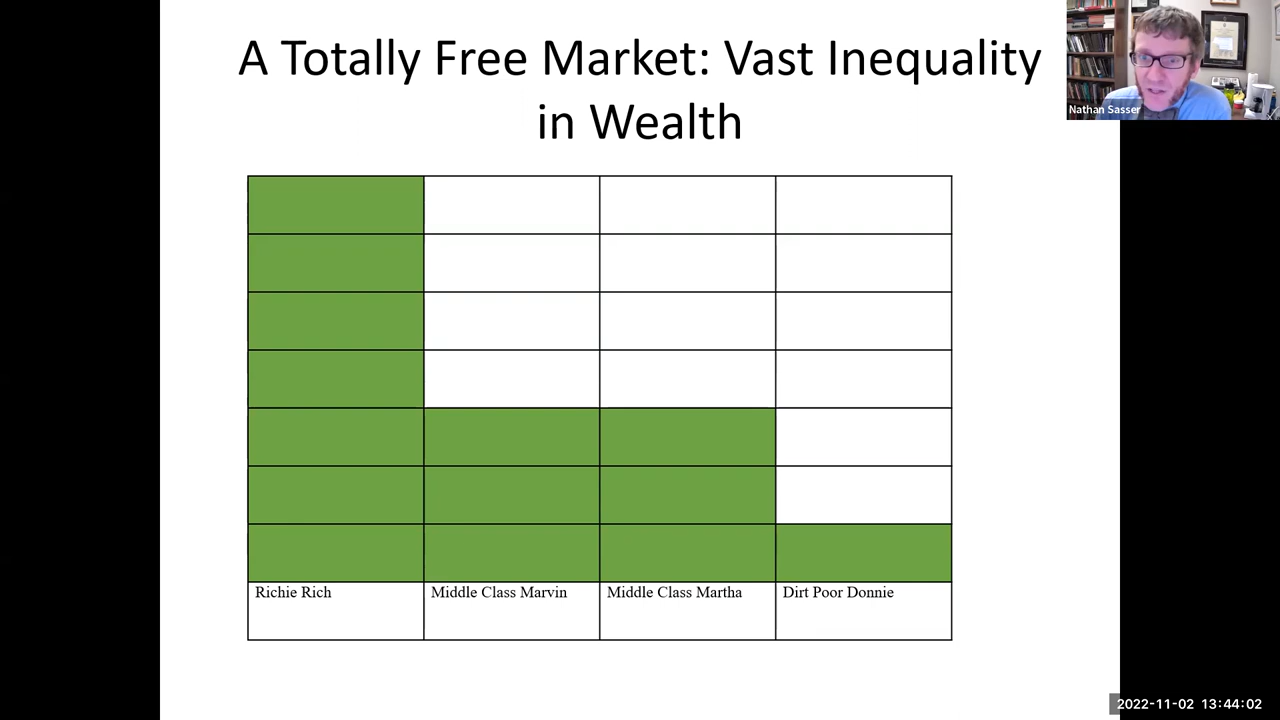 A Totally Free Market: Vast Inequality
in Wealth
Nathan Sasser
Richie Rich
Middle Class Marvin
Middle Class Martha
Dirt Poor Donnie
2022-11-02 13:44:02